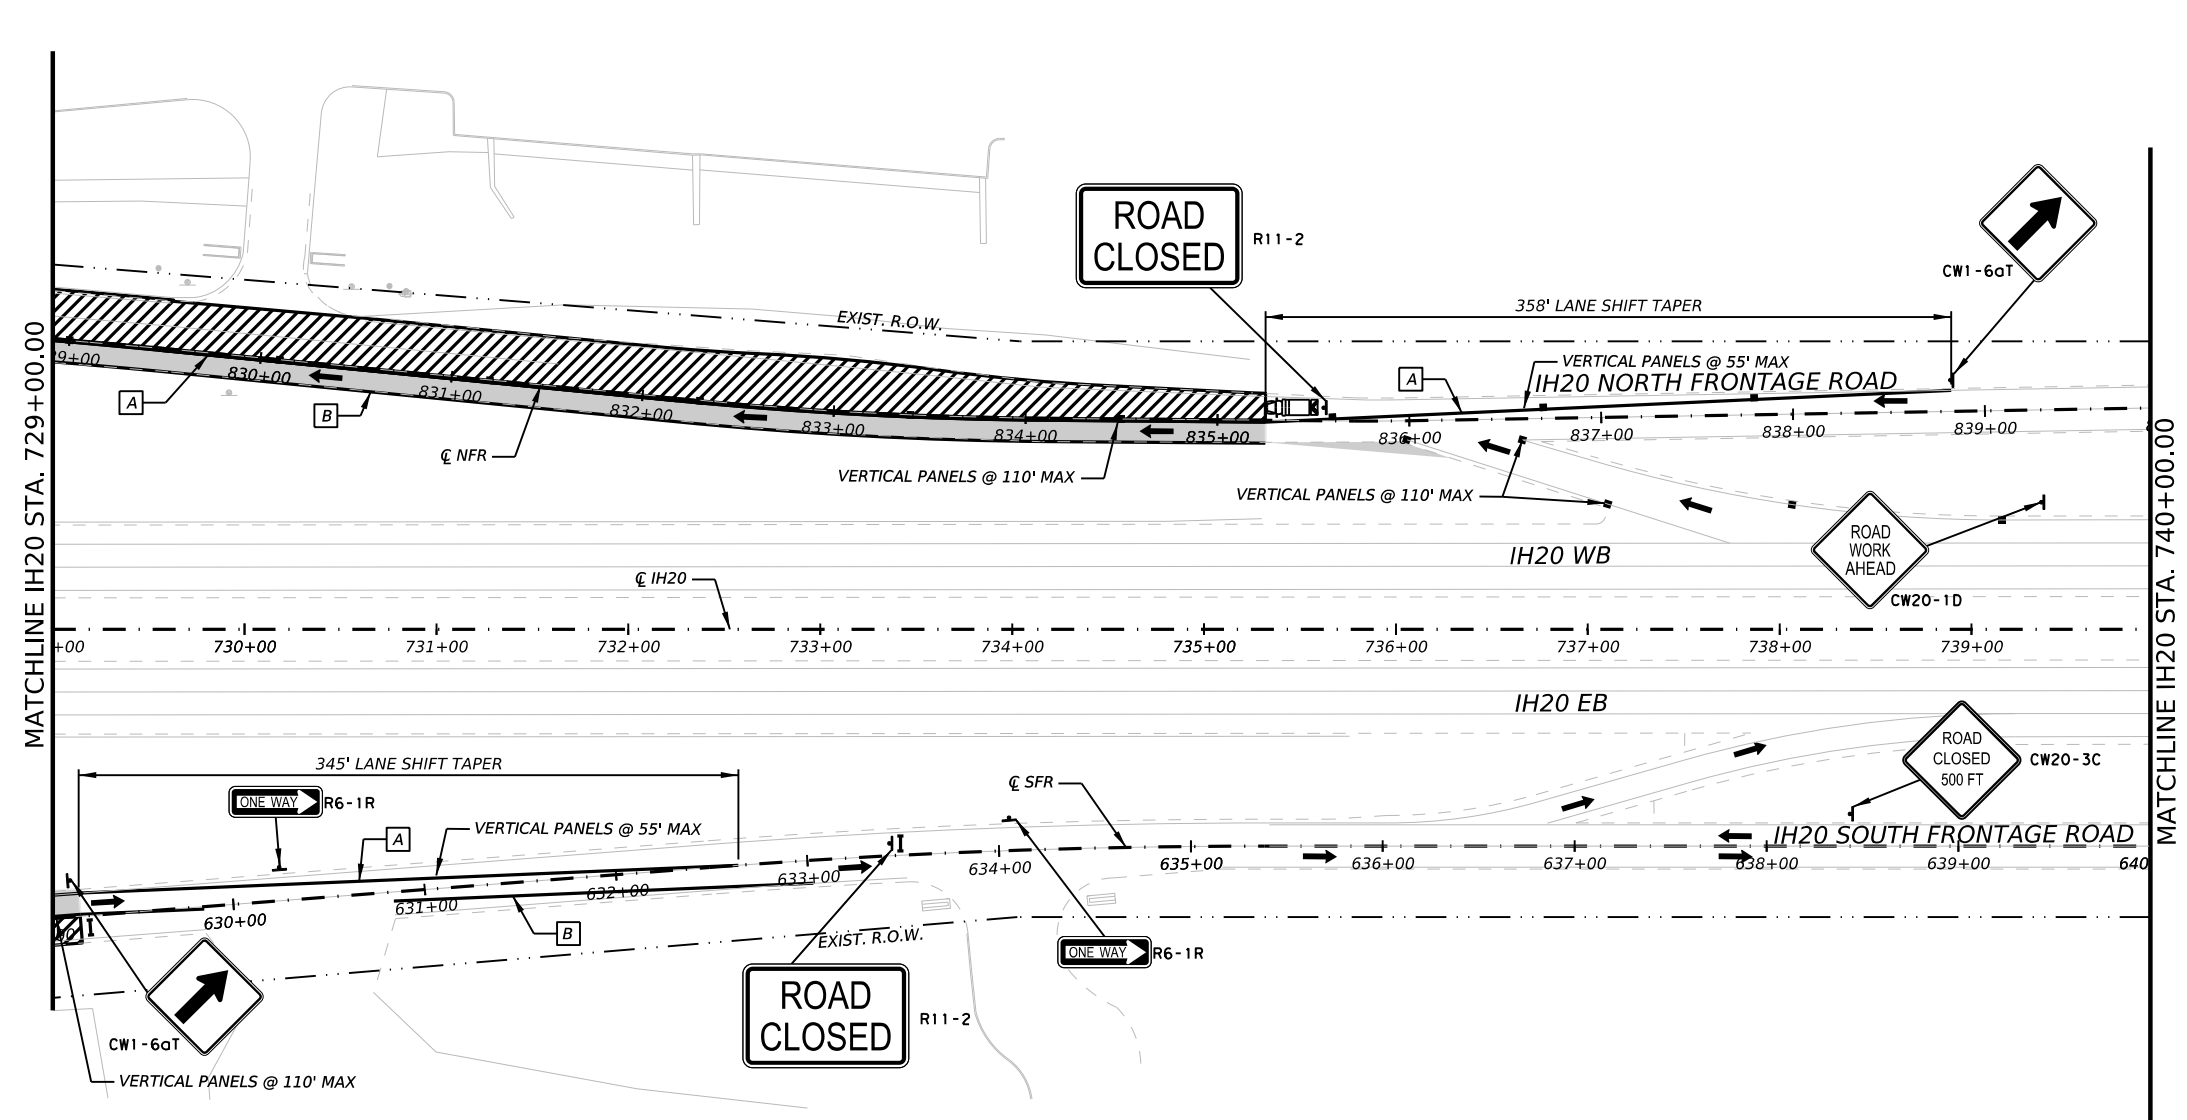 ROAD
CLOSED
R11-2
CW1-6aT
358' LANE SHIFT TAPER
EXIST. R.O.W.
VERTICAL PANELS @ 55' MAX
A
IH20 NORTH FRONTAGE ROAD
9+00
830+00
831+00
832+00
833+00
834+00
835+00
836+00
837+00
838+00
839+00
A
B
℄ NFR
VERTICAL PANELS @ 110' MAX
VERTICAL PANELS @ 110' MAX
MATCHLINE IH20 STA. 729+00.00
MATCHLINE IH20 STA. 740+00.00
ROAD
WORK
AHEAD
CW20-1D
IH20 WB
℄ IH20
+00
730+00
731+00
732+00
733+00
734+00
735+00
736+00
737+00
738+00
739+00
IH20 EB
345' LANE SHIFT TAPER
ONE WAY
R6-1R
A
VERTICAL PANELS @ 55' MAX
℄ SFR
ROAD
CLOSED
500 FT
CW20-3C
IH20 SOUTH FRONTAGE ROAD
00
630+00
631+00
632+00
633+00
634+00
635+00
636+00
637+00
638+00
639+00
640
B
EXIST. R.O.W.
ONE WAY
R6-1R
ROAD
CLOSED
R11-2
CW1-6aT
VERTICAL PANELS @ 110' MAX